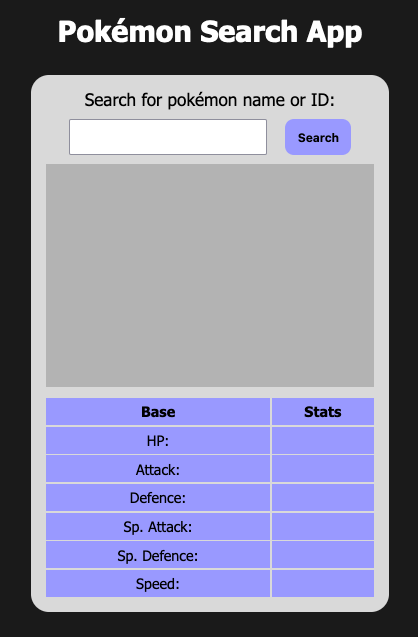 Pokémon Search App
Search for pokémon name or ID:
Search
Base Stats
HP:
Attack:
Defence:
Sp. Attack:
Sp. Defence:
Speed: